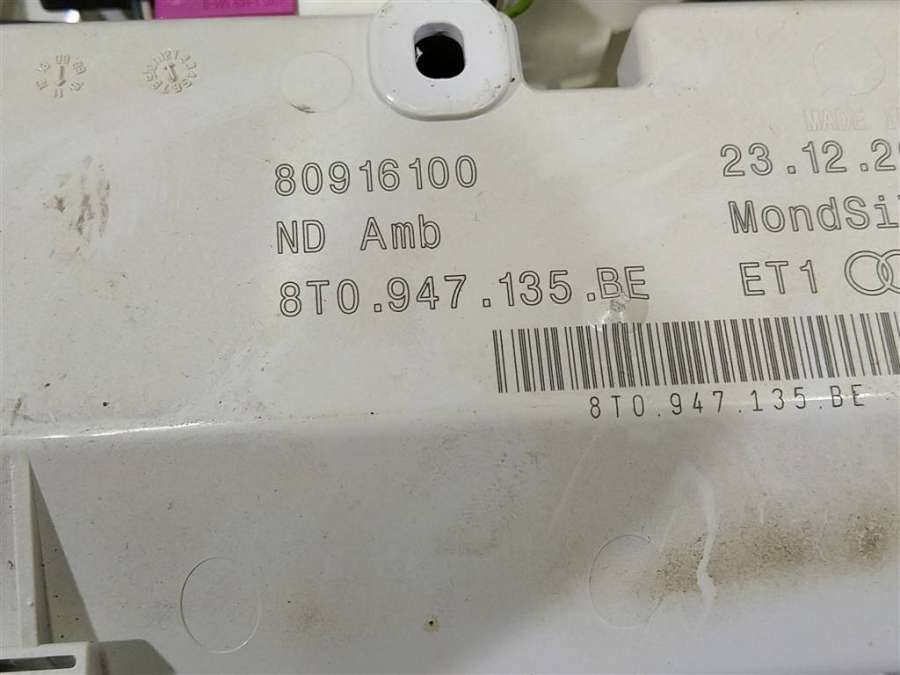 MADE
80916100
23.12.2
ND Amb
MondSi
8T0.947.135.BE
ET1
8T0.947.135.BE